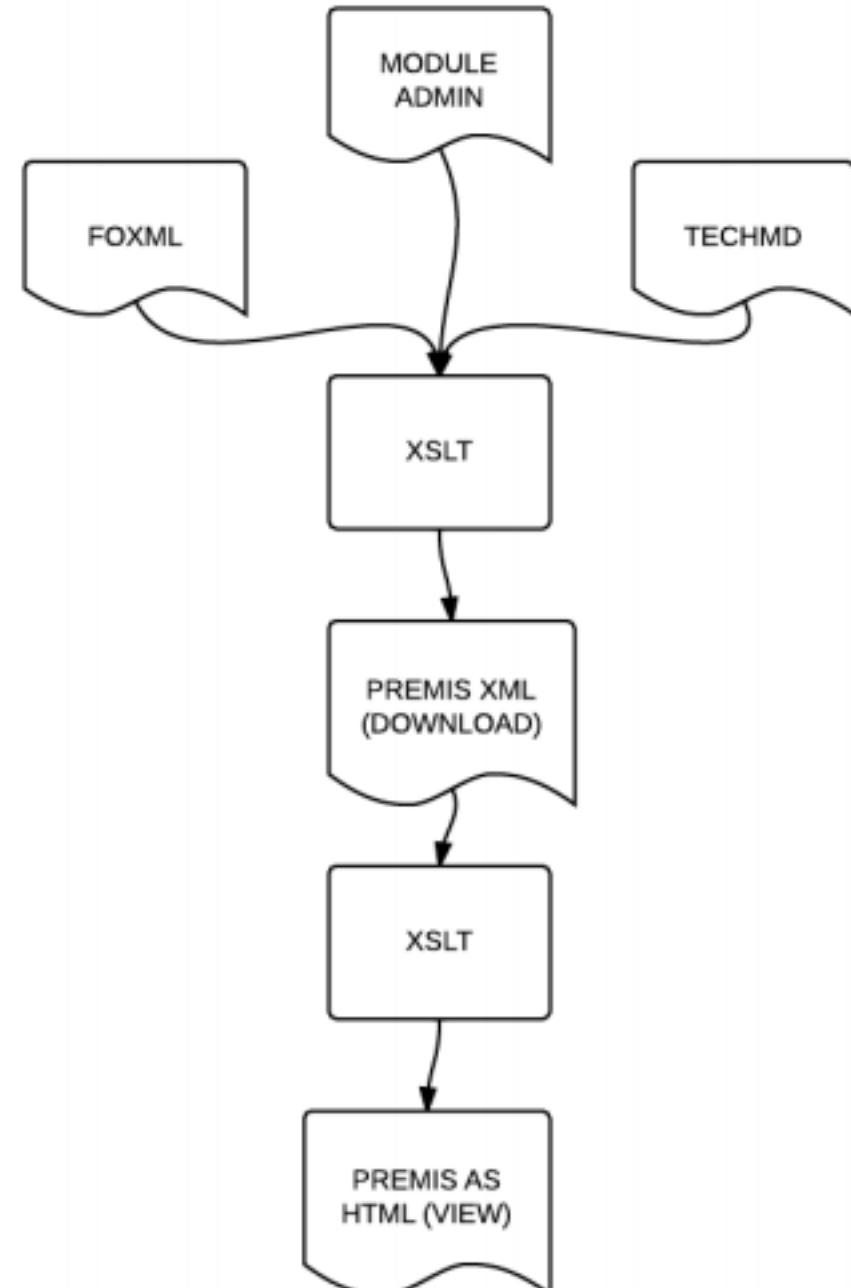 MODULE
ADMIN
FOXML
TECHMD
XSLT
PREMIS XML
(DOWNLOAD)
XSLT
PREMIS AS
HTML (VIEW)